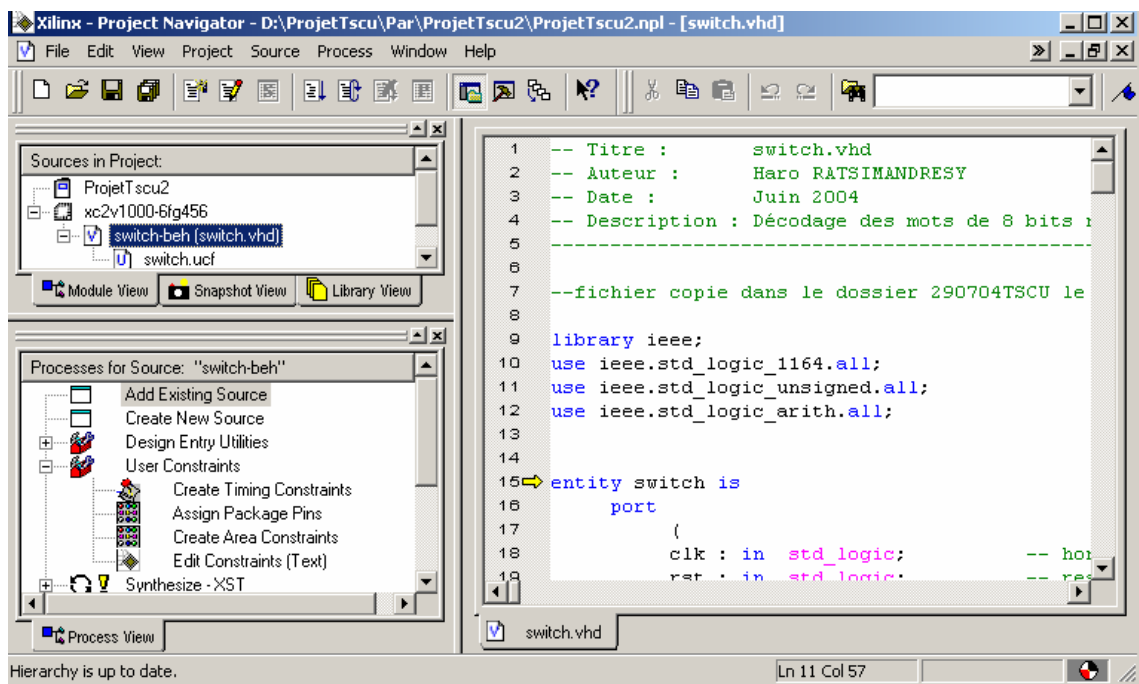 Xilinx - Project Navigator - D:\ProjetTscu\Par\ProjetTscu2\ProjetTscu2.npl - [switch.vhd]
File Edit View Project Source Process Window Help
Sources in Project:
ProjetTscu2
xc2v1000-6fg456
switch-beh (switch.vhd)
switch.ucf
Module View Snapshot View Library View
Processes for Source: "switch-beh"
Add Existing Source
Create New Source
Design Entry Utilities
User Constraints
Create Timing Constraints
Assign Package Pins
Create Area Constraints
Edit Constraints (Text)
Synthesize - XST
Process View
1 -- Titre : switch.vhd
2 -- Auteur : Haro RATSIMANDRESY
3 -- Date : Juin 2004
4 -- Description : Décodage des mots de 8 bits
5 --------------------------------------------------
6
7 --fichier copie dans le dossier 290704TSCU le
8
9 library ieee;
10 use ieee.std_logic_1164.all;
11 use ieee.std_logic_unsigned.all;
12 use ieee.std_logic_arith.all;
13
14
15 entity switch is
16 port
17 (
18 clk : in std_logic; -- hor
19 rst : in std_logic; -- res
switch.vhd
Hierarchy is up to date.
Ln 11 Col 57